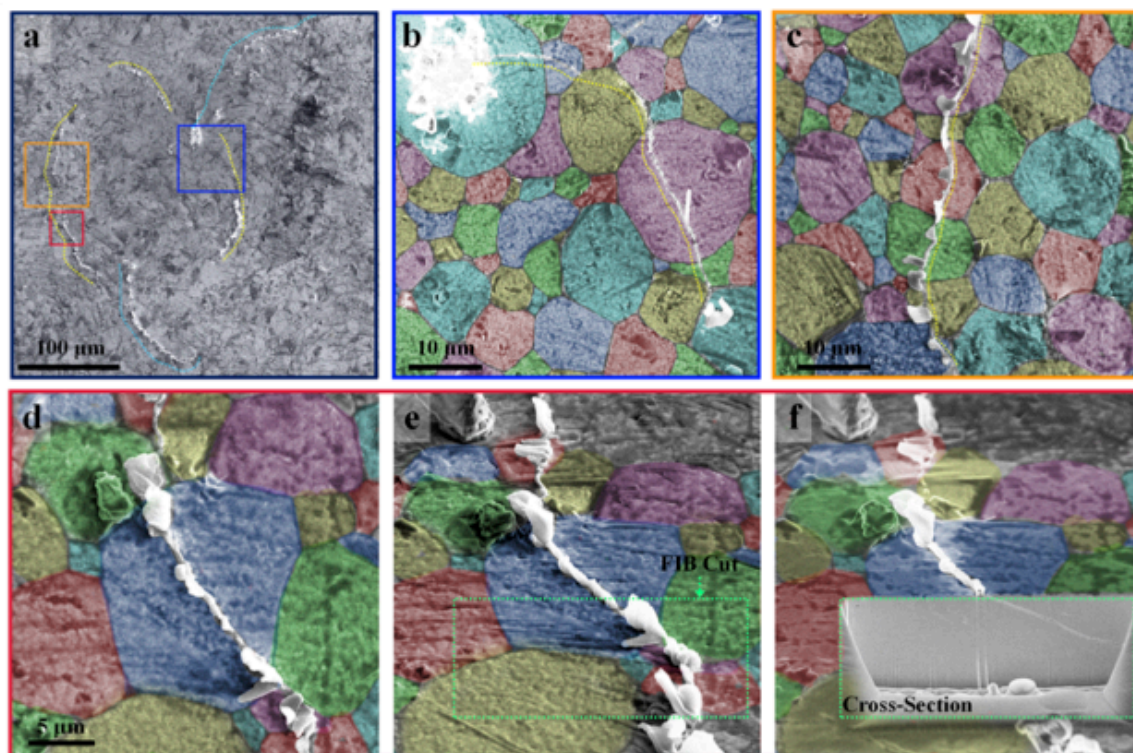 a
b
c
100 μm
10 μm
10 μm
d
e
f
FIB Cut
5 μm
Cross-Section